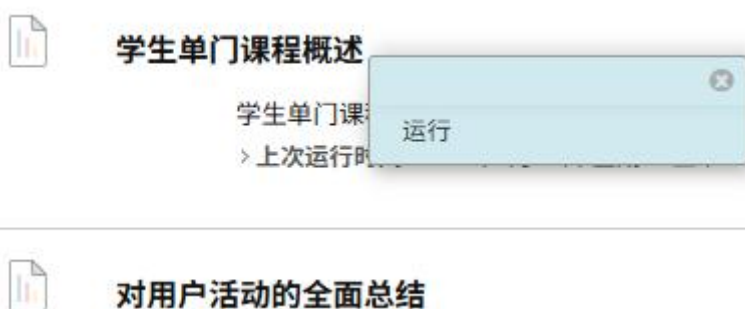 学生单门课程概述
学生单门课
运行
> 上次运行时
对用户活动的全面总结